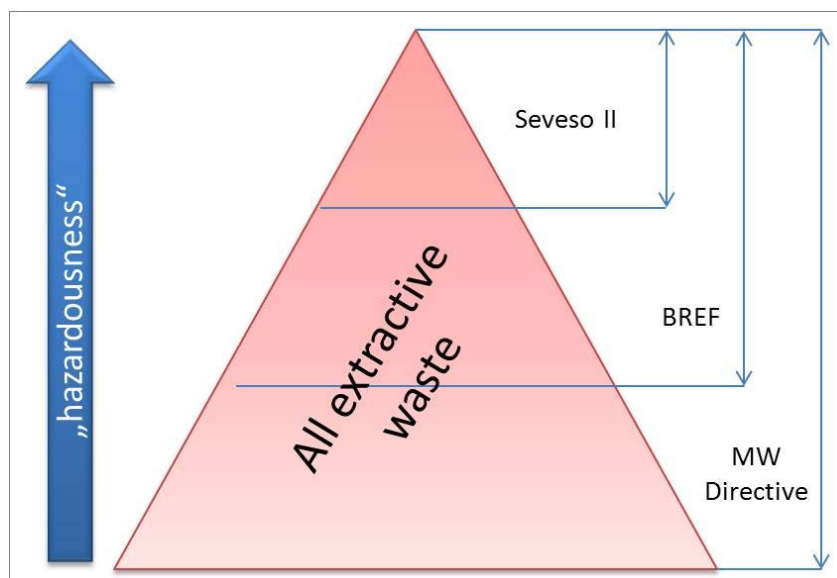 „hazardousness“
Seveso II
All extractive
waste
BREF
MW
Directive